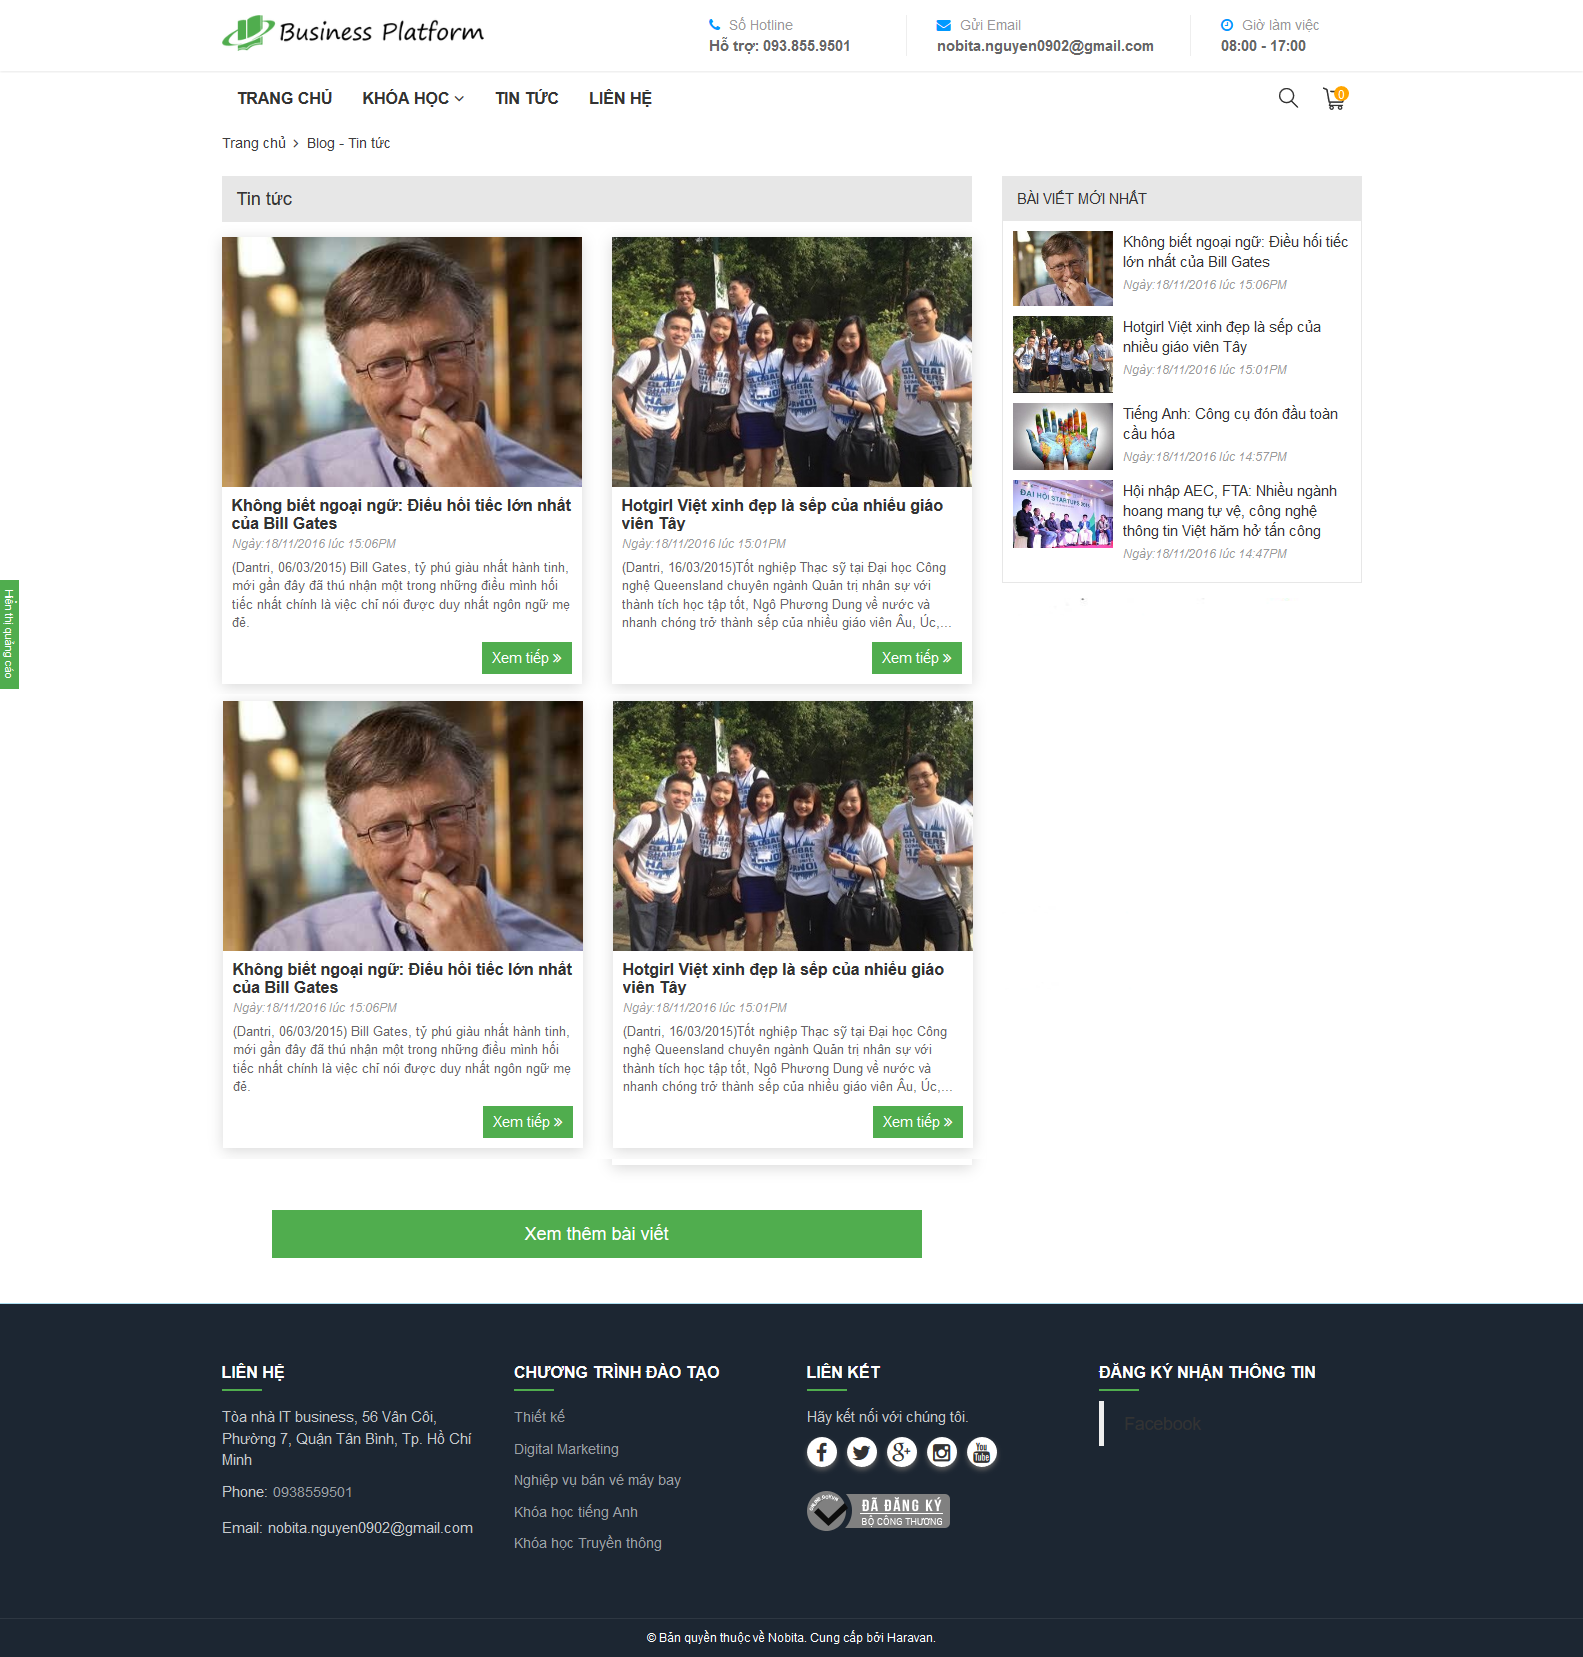 Business Platform
Số Hotline
Hỗ trợ: 093.855.9501
Gửi Email
nobita.nguyen0902@gmail.com
Giờ làm việc
08:00 - 17:00
TRANG CHỦ
KHÓA HỌC
TIN TỨC
LIÊN HỆ
0
Trang chủ > Blog - Tin tức
Tin tức
Không biết ngoại ngữ: Điều hối tiếc lớn nhất
của Bill Gates
Ngày:18/11/2016 lúc 15:06PM
(Dantri, 06/03/2015) Bill Gates, tỷ phú giàu nhất hành tinh,
mới gần đây đã thú nhận một trong những điều mình hối
tiếc nhất chính là việc chỉ nói được duy nhất ngôn ngữ mẹ
đẻ.
Xem tiếp »
Hotgirl Việt xinh đẹp là sếp của nhiều giáo
viên Tây
Ngày:18/11/2016 lúc 15:01PM
(Dantri, 16/03/2015)Tốt nghiệp Thạc sỹ tại Đại học Công
nghệ Queensland chuyên ngành Quản trị nhân sự với
thành tích học tập tốt, Ngô Phương Dung về nước và
nhanh chóng trở thành sếp của nhiều giáo viên Âu, Úc,...
Xem tiếp »
Không biết ngoại ngữ: Điều hối tiếc lớn nhất
của Bill Gates
Ngày:18/11/2016 lúc 15:06PM
(Dantri, 06/03/2015) Bill Gates, tỷ phú giàu nhất hành tinh,
mới gần đây đã thú nhận một trong những điều mình hối
tiếc nhất chính là việc chỉ nói được duy nhất ngôn ngữ mẹ
đẻ.
Xem tiếp »
Hotgirl Việt xinh đẹp là sếp của nhiều giáo
viên Tây
Ngày:18/11/2016 lúc 15:01PM
(Dantri, 16/03/2015)Tốt nghiệp Thạc sỹ tại Đại học Công
nghệ Queensland chuyên ngành Quản trị nhân sự với
thành tích học tập tốt, Ngô Phương Dung về nước và
nhanh chóng trở thành sếp của nhiều giáo viên Âu, Úc,...
Xem tiếp »
Xem thêm bài viết
BÀI VIẾT MỚI NHẤT
Không biết ngoại ngữ: Điều hối tiếc
lớn nhất của Bill Gates
Ngày:18/11/2016 lúc 15:06PM
Hotgirl Việt xinh đẹp là sếp của
nhiều giáo viên Tây
Ngày:18/11/2016 lúc 15:01PM
Tiếng Anh: Công cụ đón đầu toàn
cầu hóa
Ngày:18/11/2016 lúc 14:57PM
ĐẠI HỘI STARTUPS
Hội nhập AEC, FTA: Nhiều ngành
hoang mang tự vệ, công nghệ
thông tin Việt hăm hở tấn công
Ngày:18/11/2016 lúc 14:47PM
Hiển thị quảng cáo
LIÊN HỆ
Tòa nhà IT business, 56 Vân Côi,
Phường 7, Quận Tân Bình, Tp. Hồ Chí
Minh
Phone: 0938559501
Email: nobita.nguyen0902@gmail.com
CHƯƠNG TRÌNH ĐÀO TẠO
Thiết kế
Digital Marketing
Nghiệp vụ bán vé máy bay
Khóa học tiếng Anh
Khóa học Truyền thông
LIÊN KẾT
Hãy kết nối với chúng tôi.
You
Tube
ĐÃ ĐĂNG KÝ
BỘ CÔNG THƯƠNG
ĐĂNG KÝ NHẬN THÔNG TIN
Facebook
© Bản quyền thuộc về Nobita. Cung cấp bởi Haravan.